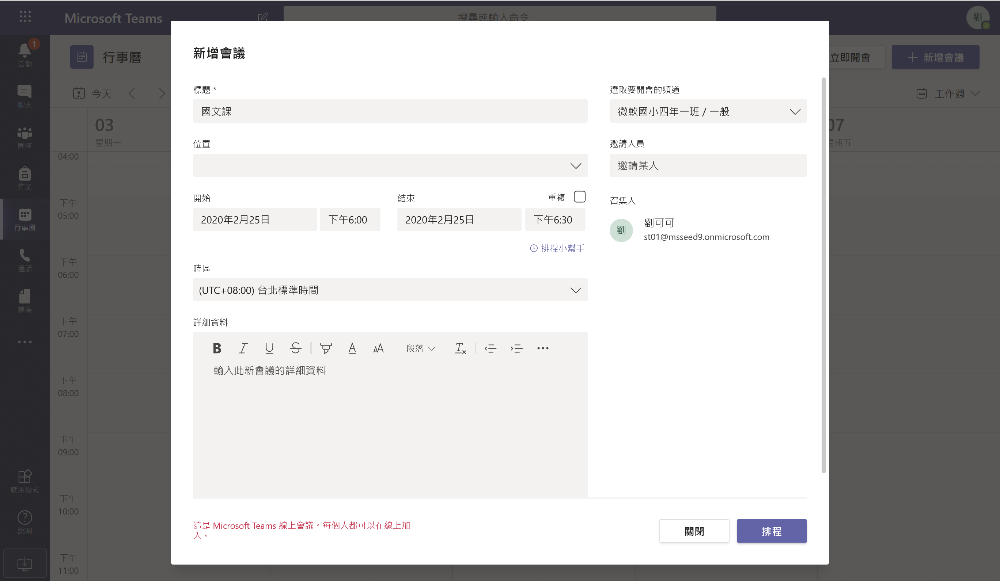 Microsoft Teams
搜尋或輸入命令
劉
1
活動
聊天
團隊
作業
行事曆
通話
檔案
應用程式
說明
行事曆
立即開會
新增會議
今天
工作週
03
星期一
07
星期五
04:00
下午
05:00
下午
06:00
下午
07:00
下午
08:00
下午
09:00
下午
10:00
下午
11:00
新增會議
標題 *
國文課
選取要開會的頻道
微軟國小四年一班 / 一般
位置
邀請人員
邀請某人
開始
結束
重複
2020年2月25日
下午6:00
2020年2月25日
下午6:30
召集人
劉
劉可可
st01@msseed9.onmicrosoft.com
排程小幫手
時區
(UTC+08:00) 台北標準時間
詳細資料
B I U S A AA 段落
輸入此新會議的詳細資料
這是 Microsoft Teams 線上會議。每個人都可以在線上加
入。
關閉
排程